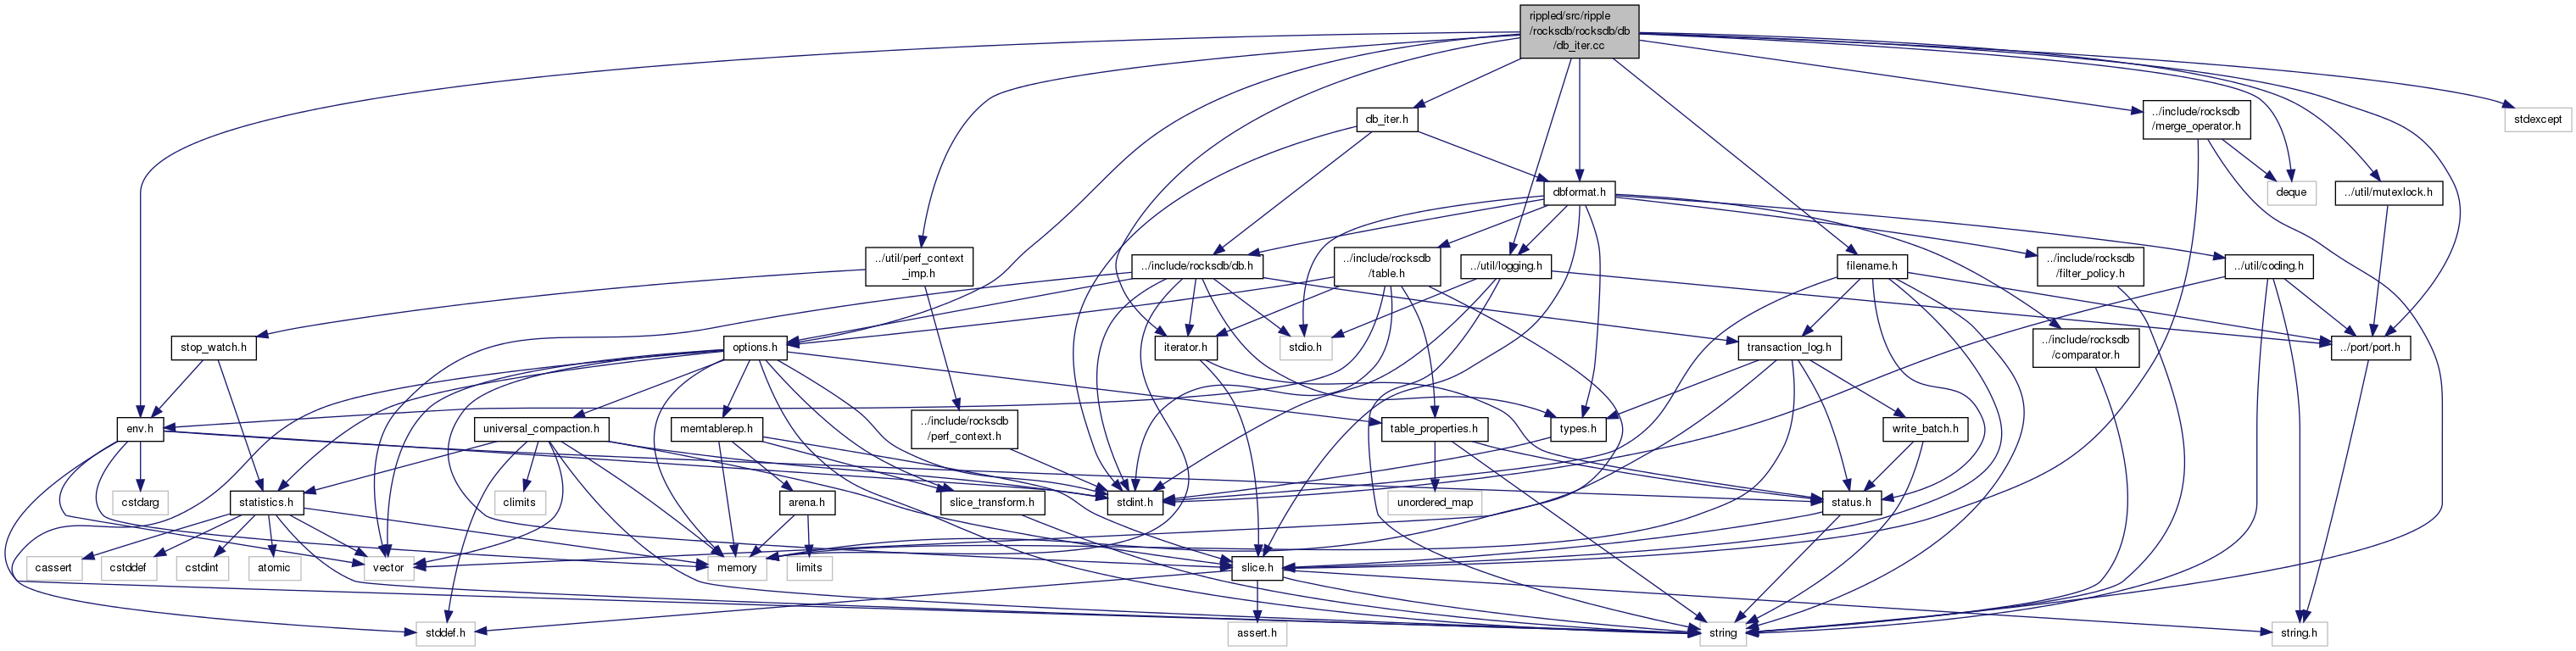 rippled/src/ripple
/rocksdb/rocksdb/db
/db_iter.cc
db_iter.h
../include/rocksdb
/merge_operator.h
stdexcept
dbformat.h
deque
../util/mutexlock.h
../util/perf_context
_imp.h
../include/rocksdb/db.h
../include/rocksdb
/table.h
../util/logging.h
filename.h
../include/rocksdb
/filter_policy.h
../util/coding.h
stop_watch.h
options.h
iterator.h
stdio.h
transaction_log.h
../include/rocksdb
/comparator.h
../port/port.h
env.h
universal_compaction.h
memtablerep.h
../include/rocksdb
/perf_context.h
table_properties.h
types.h
write_batch.h
cstdarg
statistics.h
climits
arena.h
slice_transform.h
stdint.h
unordered_map
status.h
cassert
cstddef
cstdint
atomic
vector
memory
limits
slice.h
stddef.h
assert.h
string
string.h